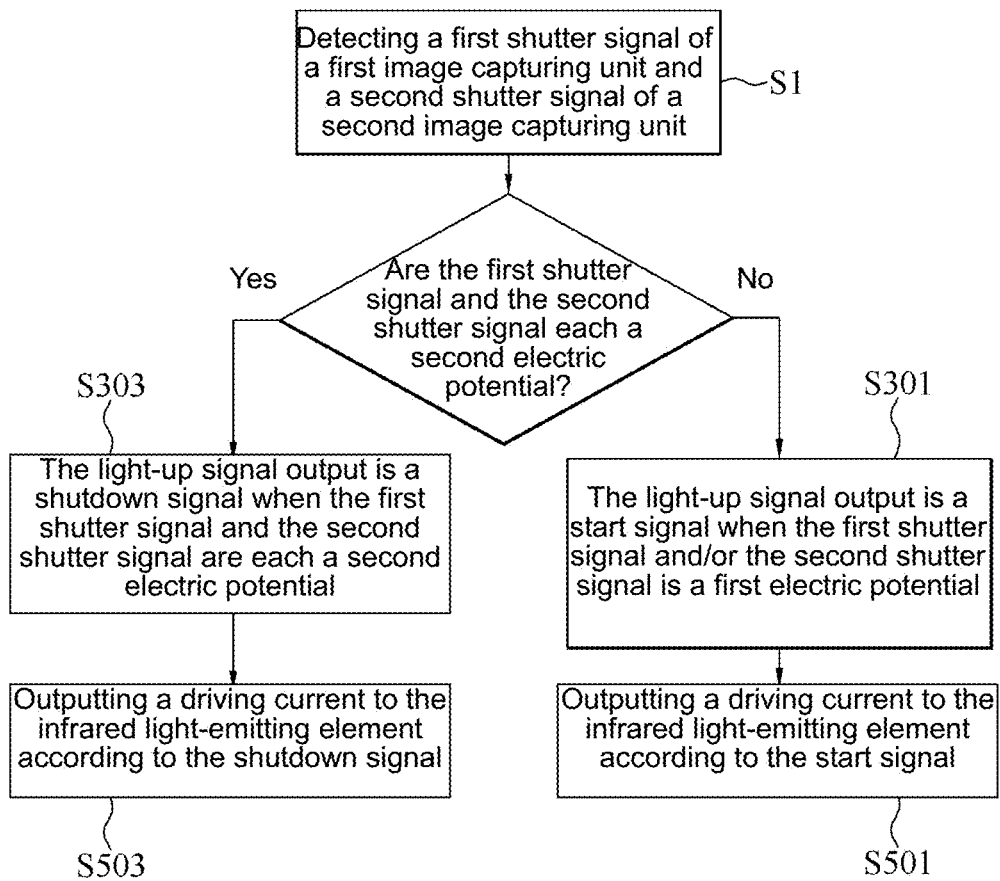 Detecting a first shutter signal of
a first image capturing unit and
a second shutter signal of a
second image capturing unit
S1
Yes
Are the first shutter
signal and the second
shutter signal each a
second electric
potential?
No
S303
S301
The light-up signal output is a
shutdown signal when the first
shutter signal and the second
shutter signal are each a second
electric potential
The light-up signal output is a
start signal when the first shutter
signal and/or the second shutter
signal is a first electric potential
Outputting a driving current to the
infrared light-emitting element
according to the shutdown signal
Outputting a driving current to the
infrared light-emitting element
according to the start signal
S503
S501